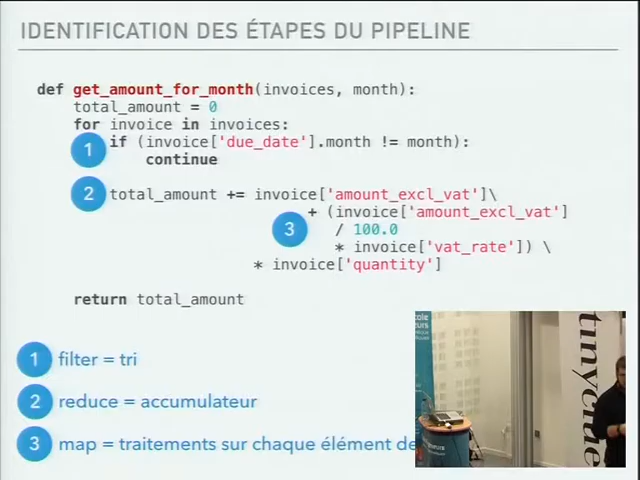 IDENTIFICATION DES ÉTAPES DU PIPELINE
def get_amount_for_month(invoices, month):
total_amount = 0
for invoice in invoices:
1 if (invoice['due_date'].month != month):
continue
2 total_amount += invoice['amount_excl_vat']\
+ (invoice['amount_excl_vat']
3 / 100.0
* invoice['vat_rate']) \
* invoice['quantity']
return total_amount
1 filter = tri
2 reduce = accumulateur
3 map = traitements sur chaque élément de
tinyclue